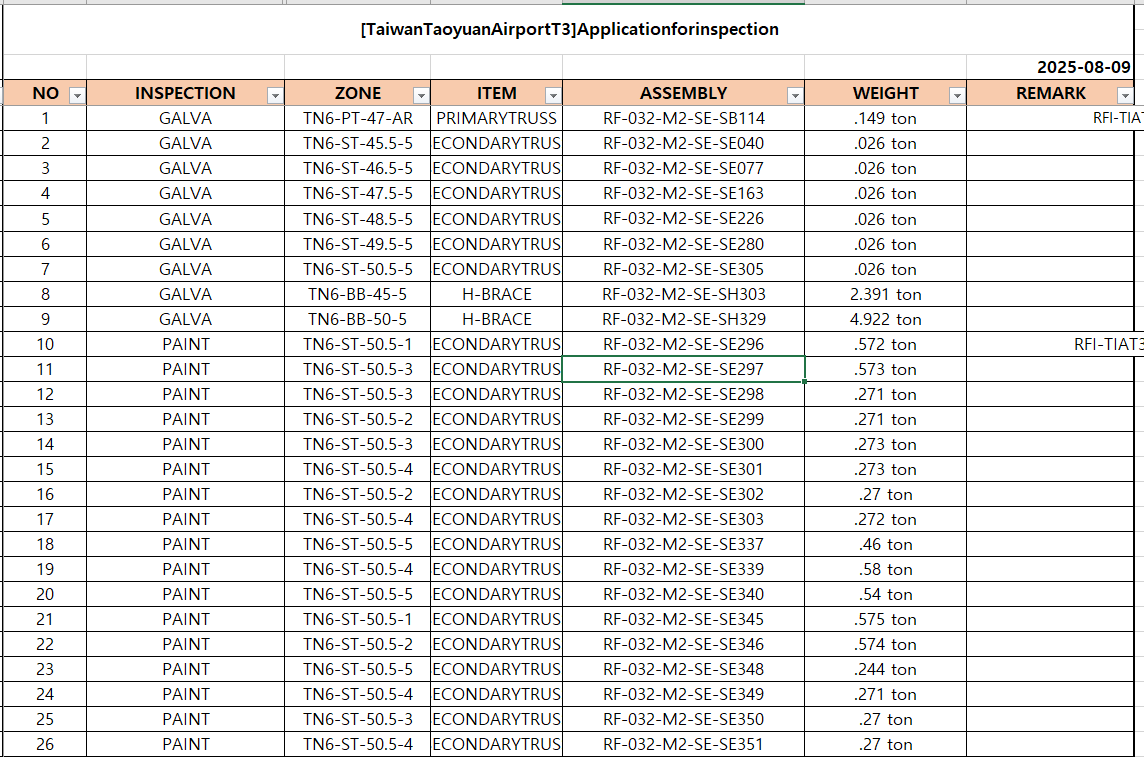 [TaiwanTaoyuanAirportT3]Applicationforinspection
2025-08-09
NO INSPECTION ZONE ITEM ASSEMBLY WEIGHT REMARK
1 GALVA TN6-PT-47-AR PRIMARYTRUSS RF-032-M2-SE-SB114 .149 ton RFI-TIAT
2 GALVA TN6-ST-45.5-5 ECONDARYTRUS RF-032-M2-SE-SE040 .026 ton
3 GALVA TN6-ST-46.5-5 ECONDARYTRUS RF-032-M2-SE-SE077 .026 ton
4 GALVA TN6-ST-47.5-5 ECONDARYTRUS RF-032-M2-SE-SE163 .026 ton
5 GALVA TN6-ST-48.5-5 ECONDARYTRUS RF-032-M2-SE-SE226 .026 ton
6 GALVA TN6-ST-49.5-5 ECONDARYTRUS RF-032-M2-SE-SE280 .026 ton
7 GALVA TN6-ST-50.5-5 ECONDARYTRUS RF-032-M2-SE-SE305 .026 ton
8 GALVA TN6-BB-45-5 H-BRACE RF-032-M2-SE-SH303 2.391 ton
9 GALVA TN6-BB-50-5 H-BRACE RF-032-M2-SE-SH329 4.922 ton
10 PAINT TN6-ST-50.5-1 ECONDARYTRUS RF-032-M2-SE-SE296 .572 ton RFI-TIAT3
11 PAINT TN6-ST-50.5-3 ECONDARYTRUS RF-032-M2-SE-SE297 .573 ton
12 PAINT TN6-ST-50.5-3 ECONDARYTRUS RF-032-M2-SE-SE298 .271 ton
13 PAINT TN6-ST-50.5-2 ECONDARYTRUS RF-032-M2-SE-SE299 .271 ton
14 PAINT TN6-ST-50.5-3 ECONDARYTRUS RF-032-M2-SE-SE300 .273 ton
15 PAINT TN6-ST-50.5-4 ECONDARYTRUS RF-032-M2-SE-SE301 .273 ton
16 PAINT TN6-ST-50.5-2 ECONDARYTRUS RF-032-M2-SE-SE302 .27 ton
17 PAINT TN6-ST-50.5-4 ECONDARYTRUS RF-032-M2-SE-SE303 .272 ton
18 PAINT TN6-ST-50.5-5 ECONDARYTRUS RF-032-M2-SE-SE337 .46 ton
19 PAINT TN6-ST-50.5-4 ECONDARYTRUS RF-032-M2-SE-SE339 .58 ton
20 PAINT TN6-ST-50.5-5 ECONDARYTRUS RF-032-M2-SE-SE340 .54 ton
21 PAINT TN6-ST-50.5-1 ECONDARYTRUS RF-032-M2-SE-SE345 .575 ton
22 PAINT TN6-ST-50.5-2 ECONDARYTRUS RF-032-M2-SE-SE346 .574 ton
23 PAINT TN6-ST-50.5-5 ECONDARYTRUS RF-032-M2-SE-SE348 .244 ton
24 PAINT TN6-ST-50.5-4 ECONDARYTRUS RF-032-M2-SE-SE349 .271 ton
25 PAINT TN6-ST-50.5-3 ECONDARYTRUS RF-032-M2-SE-SE350 .27 ton
26 PAINT TN6-ST-50.5-4 ECONDARYTRUS RF-032-M2-SE-SE351 .27 ton